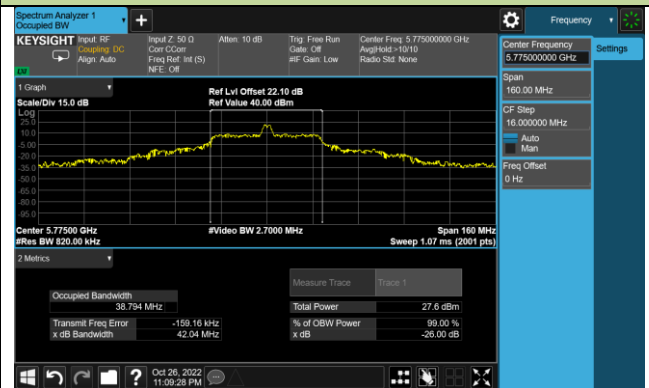 Spectrum Analyzer 1
Occupied BW
Frequency
KEYSIGHT
Input: RF
Coupling: DC
Align: Auto
Input Z: 50 Ω
Corr CCorr
Freq Ref: Int (S)
NFE: Off
Atten: 10 dB
Trig: Free Run
Gate: Off
#IF Gain: Low
Center Freq: 5.775000000 GHz
Avg|Hold:>10/10
Radio Std: None
1 Graph
Scale/Div 15.0 dB
Ref Lvl Offset 22.10 dB
Ref Value 40.00 dBm
Log
25.0
10.0
-5.00
-20.0
-35.0
-50.0
-65.0
-80.0
-95.0
Center 5.77500 GHz
#Res BW 820.00 kHz
#Video BW 2.7000 MHz
Span 160 MHz
Sweep 1.07 ms (2001 pts)
2 Metrics
Measure Trace
Trace 1
Occupied Bandwidth
38.794 MHz
Total Power
27.6 dBm
Transmit Freq Error
-159.16 kHz
% of OBW Power
99.00 %
x dB Bandwidth
42.04 MHz
x dB
-26.00 dB
Oct 26, 2022
11:09:28 PM
Center Frequency
5.775000000 GHz
Settings
Span
160.00 MHz
CF Step
16.000000 MHz
Auto
Man
Freq Offset
0 Hz